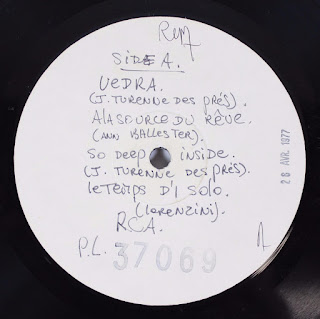 SIDE A.
VEDRA.
(J. TURENNE DES PRÉS).
A LA SOURCE DU RÊVE.
(ANN BALLESTER).
SO DEEP INSIDE.
(J. TURENNE DES PRÉS).
LE TEMPS D'1 SOLO.
(LORENZINI).
RCA.
P.L. 37069
28 AVR. 1977